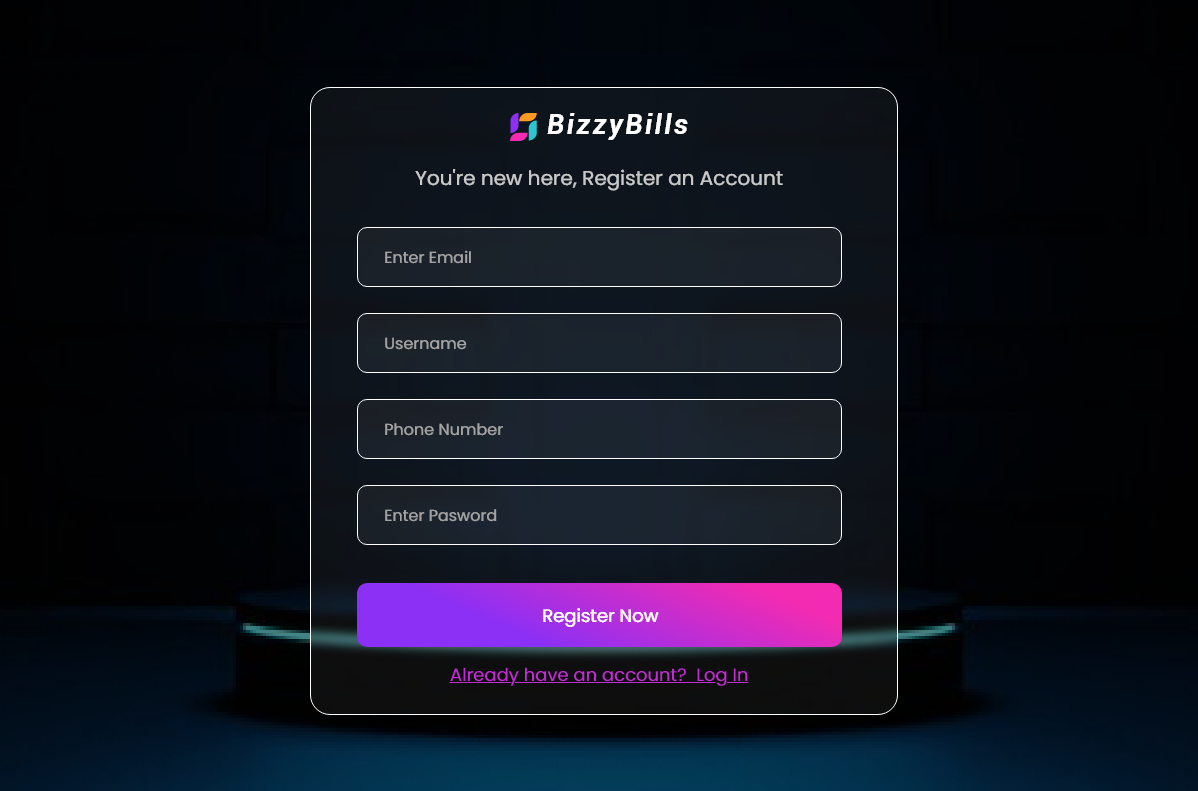 BizzyBills
You're new here, Register an Account
Enter Email
Username
Phone Number
Enter Pasword
Register Now
Already have an account?  Log In